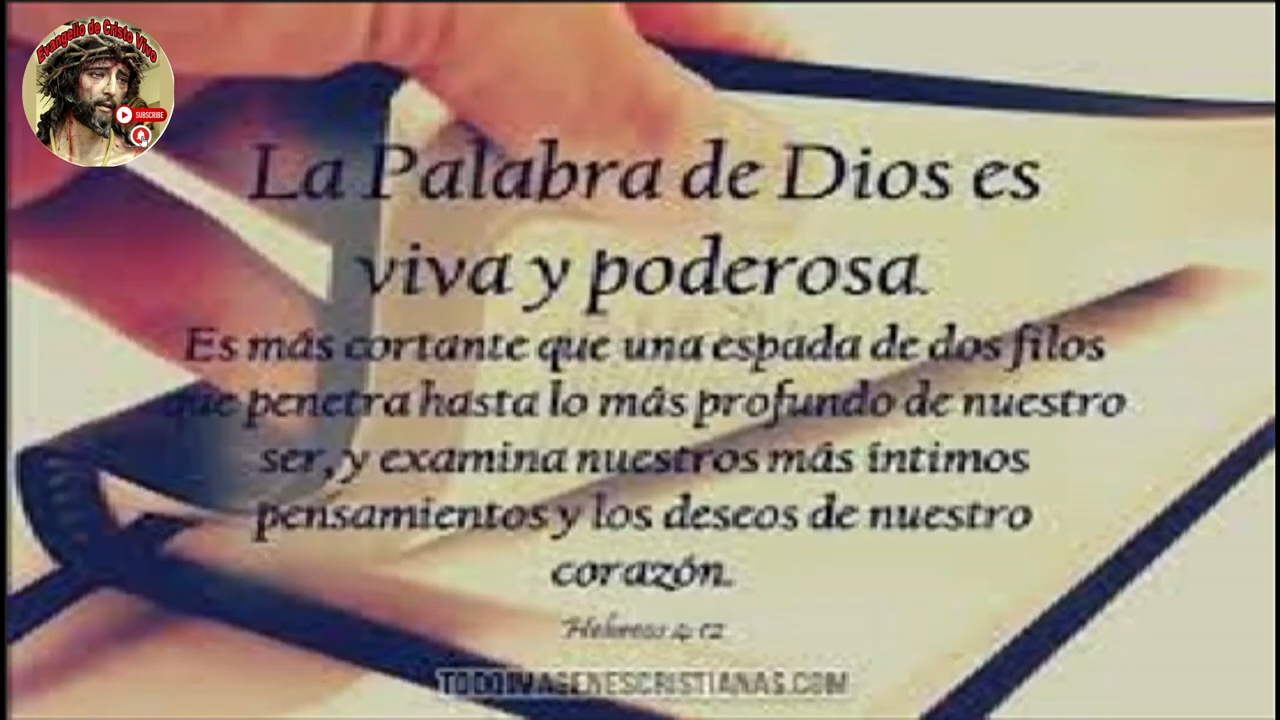 Evangelio de Cristo Vivo
SUBSCRIBE
La Palabra de Dios es
viva y poderosa.
Es más cortante que una espada de dos filos
que penetra hasta lo más profundo de nuestro
ser, y examina nuestros más íntimos
pensamientos y los deseos de nuestro
corazón.
Hebreos 4:12
TODOIMAGENESCRISTIANAS.COM